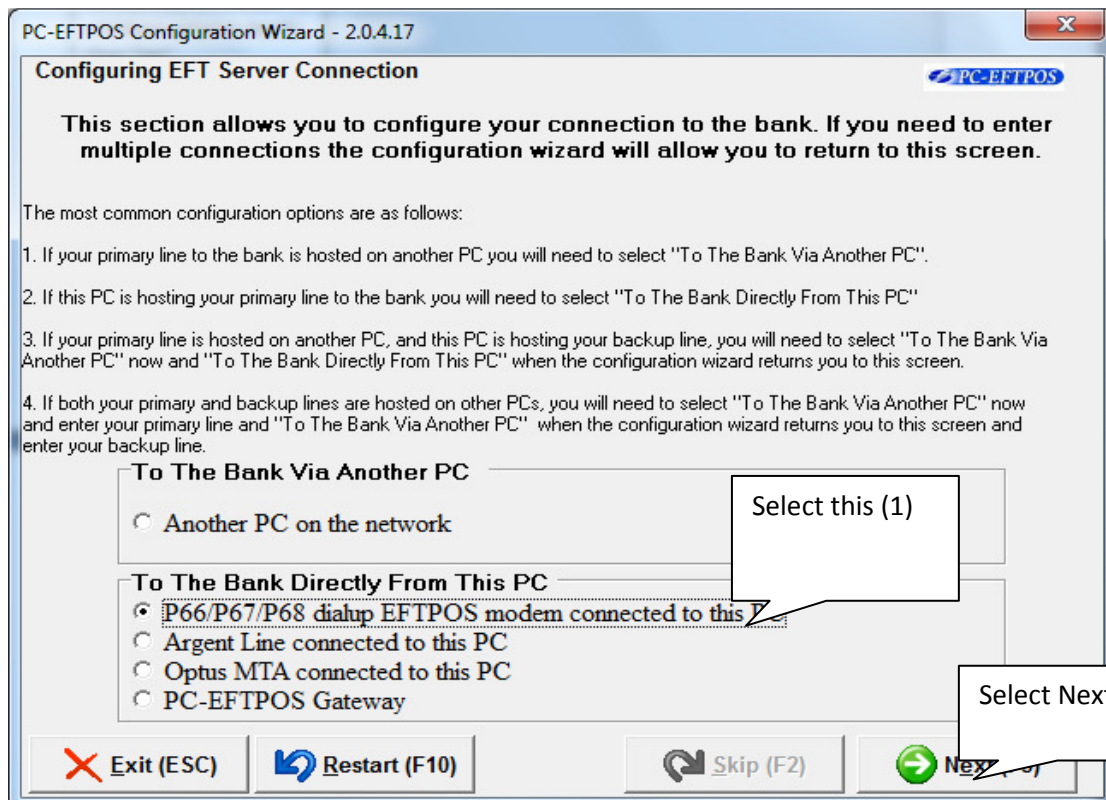 PC-EFTPOS Configuration Wizard - 2.0.4.17
Configuring EFT Server Connection
PC-EFTPOS
This section allows you to configure your connection to the bank. If you need to enter
multiple connections the configuration wizard will allow you to return to this screen.
The most common configuration options are as follows:
1. If your primary line to the bank is hosted on another PC you will need to select "To The Bank Via Another PC".
2. If this PC is hosting your primary line to the bank you will need to select "To The Bank Directly From This PC"
3. If your primary line is hosted on another PC, and this PC is hosting your backup line, you will need to select "To The Bank Via
Another PC" now and "To The Bank Directly From This PC" when the configuration wizard returns you to this screen.
4. If both your primary and backup lines are hosted on other PCs, you will need to select "To The Bank Via Another PC" now
and enter your primary line and "To The Bank Via Another PC" when the configuration wizard returns you to this screen and
enter your backup line.
To The Bank Via Another PC
Another PC on the network
Select this (1)
To The Bank Directly From This PC
P66/P67/P68 dialup EFTPOS modem connected to this
Argent Line connected to this PC
Optus MTA connected to this PC
PC-EFTPOS Gateway
Select Next
Exit (ESC)
Restart (F10)
Skip (F2)
Next